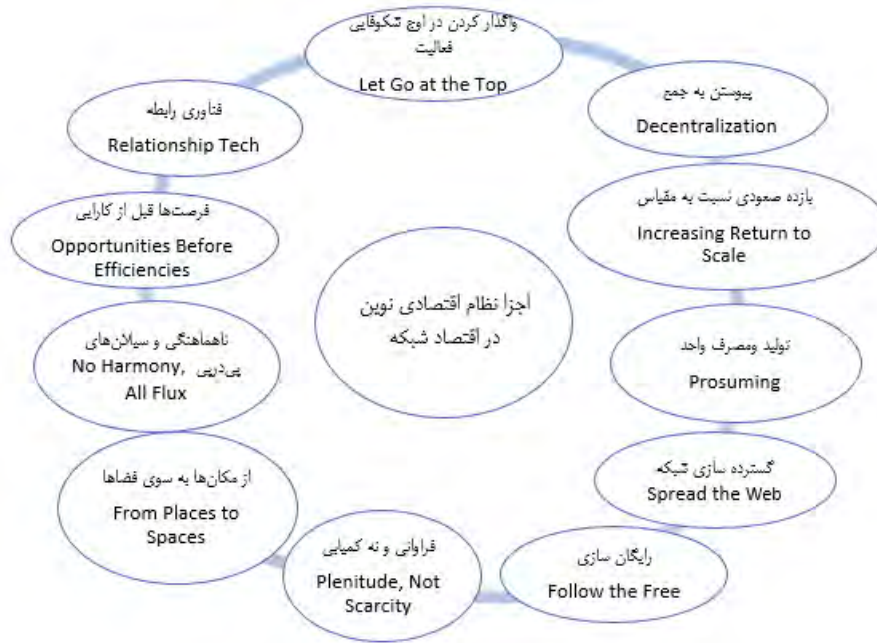 واگذار کردن در اوج شکوفایی
فعالیت
Let Go at the Top
پیوستن به جمع
Decentralization
بازده صعودی نسبت به مقیاس
Increasing Return to
Scale
تولید ومصرف واحد
Prosuming
گسترده سازی شبکه
Spread the Web
رایگان سازی
Follow the Free
فراوانی و نه کمیابی
Plenitude, Not
Scarcity
از مکان‌ها به سوی فضاها
From Places to
Spaces
ناهماهنگی و سیلان‌های
پی‌درپی No Harmony,
All Flux
فرصت‌ها قبل از کارایی
Opportunities Before
Efficiencies
فناوری رابطه
Relationship Tech
اجزا نظام اقتصادی نوین
در اقتصاد شبکه